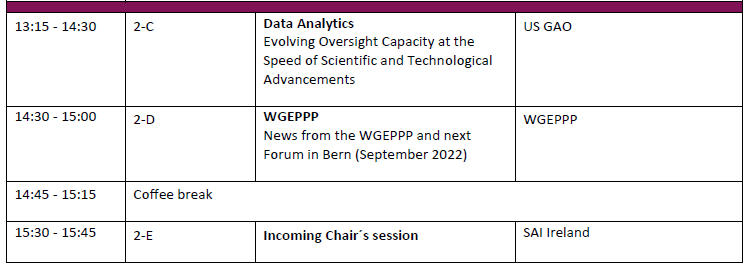 13:15 - 14:30 2-C Data Analytics US GAO
Evolving Oversight Capacity at the
Speed of Scientific and Technological
Advancements
14:30 - 15:00 2-D WGEPPP WGEPPP
News from the WGEPPP and next
Forum in Bern (September 2022)
14:45 - 15:15 Coffee break
15:30 - 15:45 2-E Incoming Chair´s session SAI Ireland